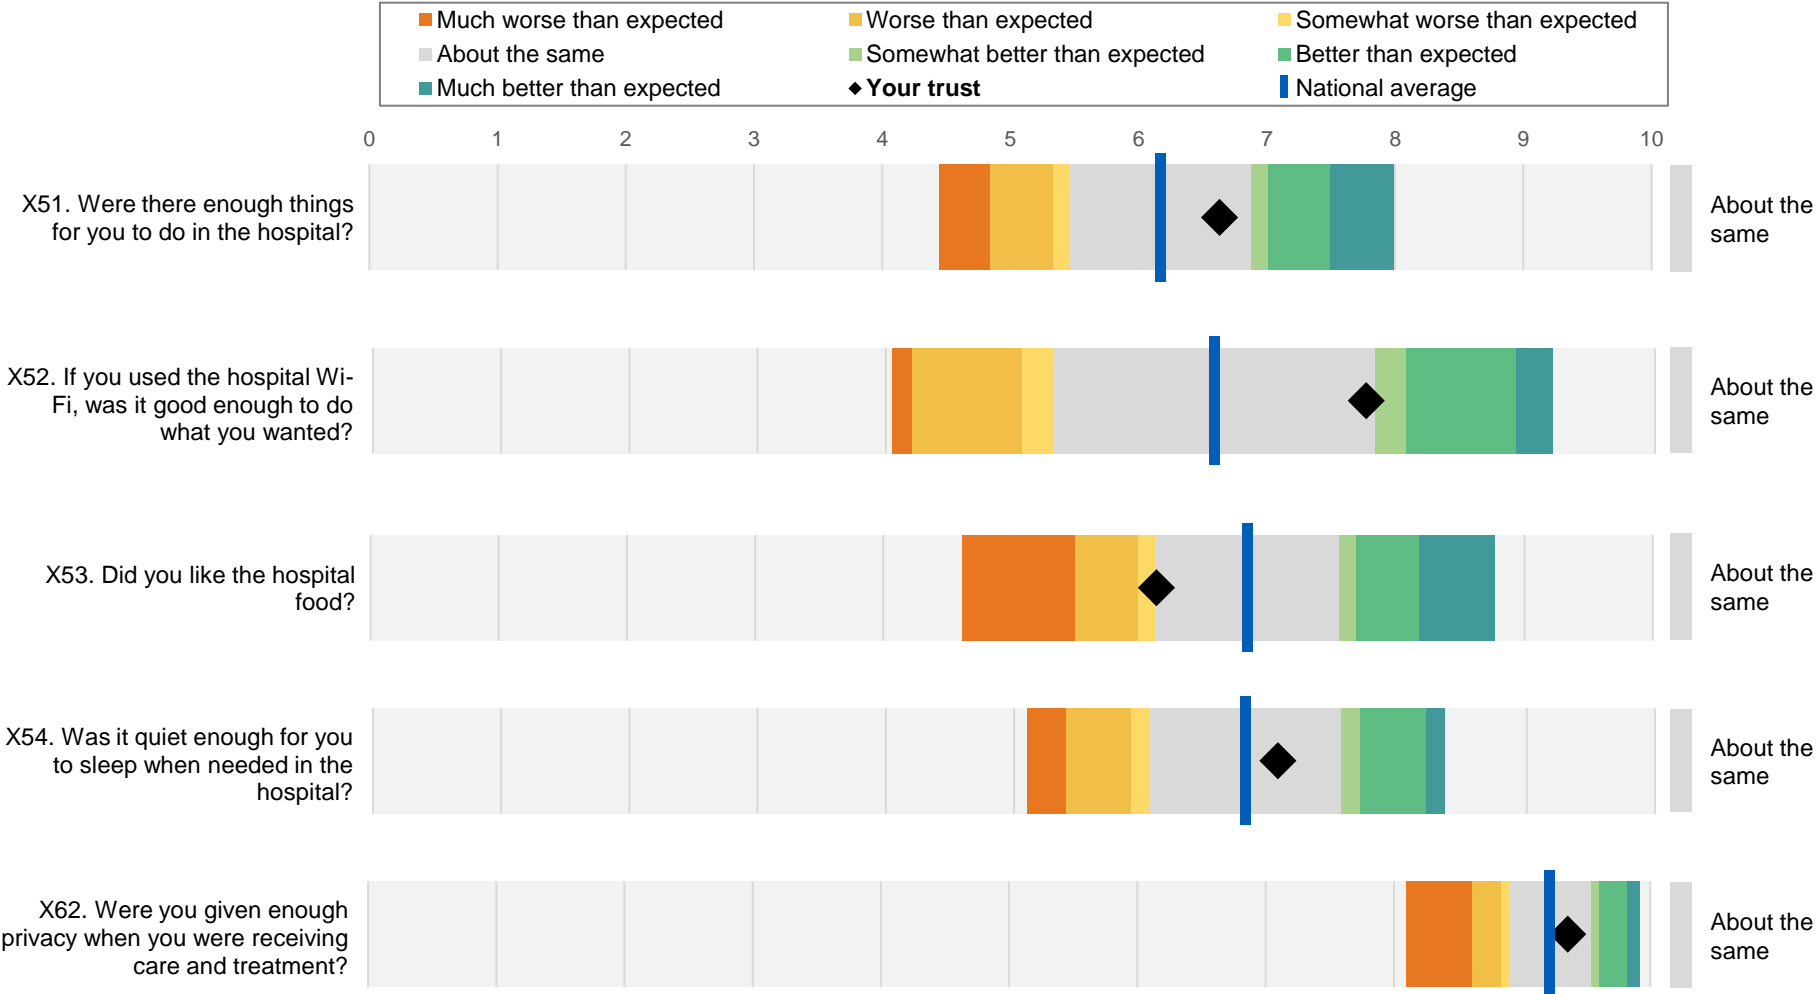 Much worse than expected
Worse than expected
Somewhat worse than expected
About the same
Somewhat better than expected
Better than expected
Much better than expected
Your trust
National average
0 1 2 3 4 5 6 7 8 9 10
X51. Were there enough things
for you to do in the hospital?
About the
same
X52. If you used the hospital Wi-
Fi, was it good enough to do
what you wanted?
About the
same
X53. Did you like the hospital
food?
About the
same
X54. Was it quiet enough for you
to sleep when needed in the
hospital?
About the
same
X62. Were you given enough
privacy when you were receiving
care and treatment?
About the
same